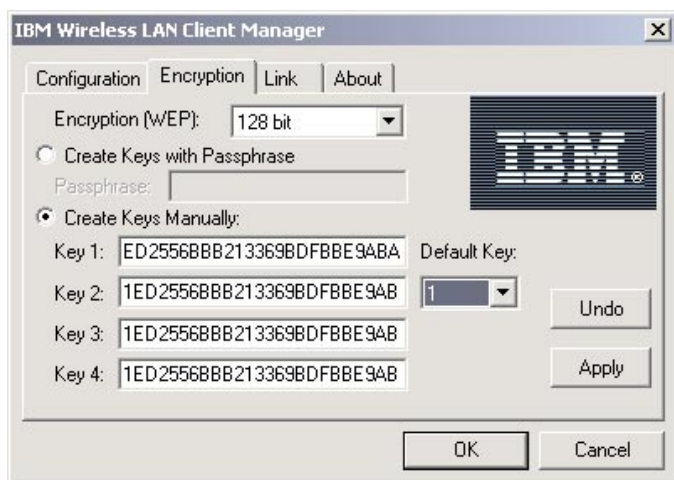 IBM Wireless LAN Client Manager
Configuration Encryption Link About
Encryption (WEP): 128 bit
IBM®
Create Keys with Passphrase
Passphrase:
Create Keys Manually:
Key 1: ED2556BBB213369BDFBBE9ABA Default Key:
Key 2: 1ED2556BBB213369BDFBBE9AB 1
Undo
Key 3: 1ED2556BBB213369BDFBBE9AB
Key 4: 1ED2556BBB213369BDFBBE9AB Apply
OK Cancel